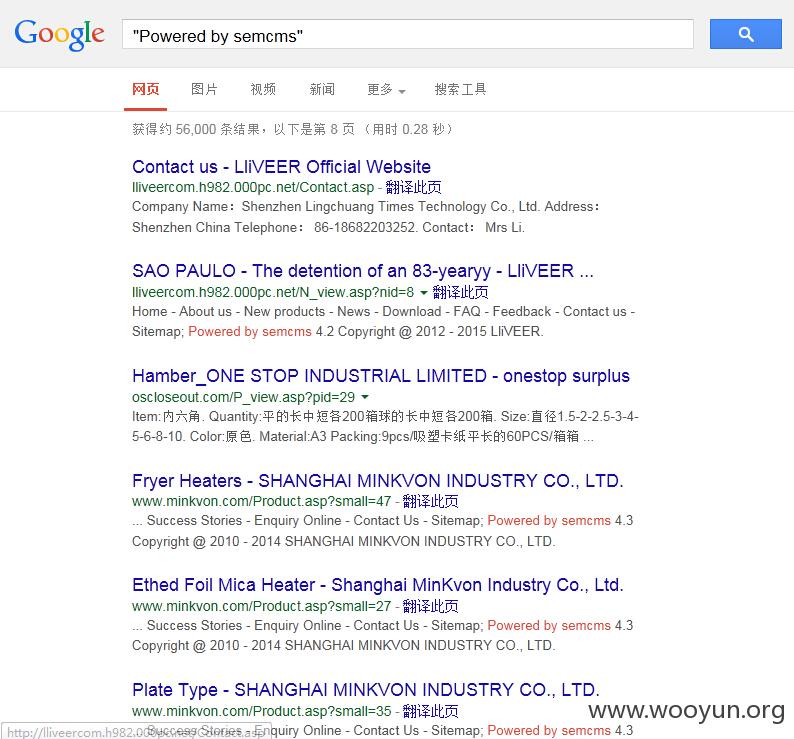 Google
"Powered by semcms"
网页 图片 视频 新闻 更多 搜索工具
获得约 56,000 条结果，以下是第 8 页 （用时 0.28 秒）
Contact us - LliVEER Official Website
lliveercom.h982.000pc.net/Contact.asp - 翻译此页
Company Name：Shenzhen Lingchuang Times Technology Co., Ltd. Address：
Shenzhen China Telephone： 86-18682203252. Contact： Mrs Li.
SAO PAULO - The detention of an 83-yearyy - LliVEER ...
lliveercom.h982.000pc.net/N_view.asp?nid=8 翻译此页
Home - About us - New products - News - Download - FAQ - Feedback - Contact us -
Sitemap; Powered by semcms 4.2 Copyright @ 2012 - 2015 LliVEER.
Hamber_ONE STOP INDUSTRIAL LIMITED - onestop surplus
oscloseout.com/P_view.asp?pid=29
Item:内六角. Quantity:平的长中短各200箱球的长中短各200箱. Size:直径1.5-2-2.5-3-4-
5-6-8-10. Color:原色. Material:A3 Packing:9pcs/吸塑卡纸平长的60PCS/箱箱 ...
Fryer Heaters - SHANGHAI MINKVON INDUSTRY CO., LTD.
www.minkvon.com/Product.asp?small=47 - 翻译此页
... Success Stories - Enquiry Online - Contact Us - Sitemap; Powered by semcms 4.3
Copyright @ 2010 - 2014 SHANGHAI MINKVON INDUSTRY CO., LTD.
Ethed Foil Mica Heater - Shanghai MinKvon Industry Co., Ltd.
www.minkvon.com/Product.asp?small=27 - 翻译此页
... Success Stories - Enquiry Online - Contact Us - Sitemap; Powered by semcms 4.3
Copyright @ 2010 - 2014 SHANGHAI MINKVON INDUSTRY CO., LTD.
Plate Type - SHANGHAI MINKVON INDUSTRY CO., LTD.
www.minkvon.com/Product.asp?small=35 - 翻译此页
www.wooyun.org
Success Stories - Enquiry Online - Contact Us - Sitemap; Powered by semcms 4.3
http://lliveercom.h982.000pc.net/Contact.asp